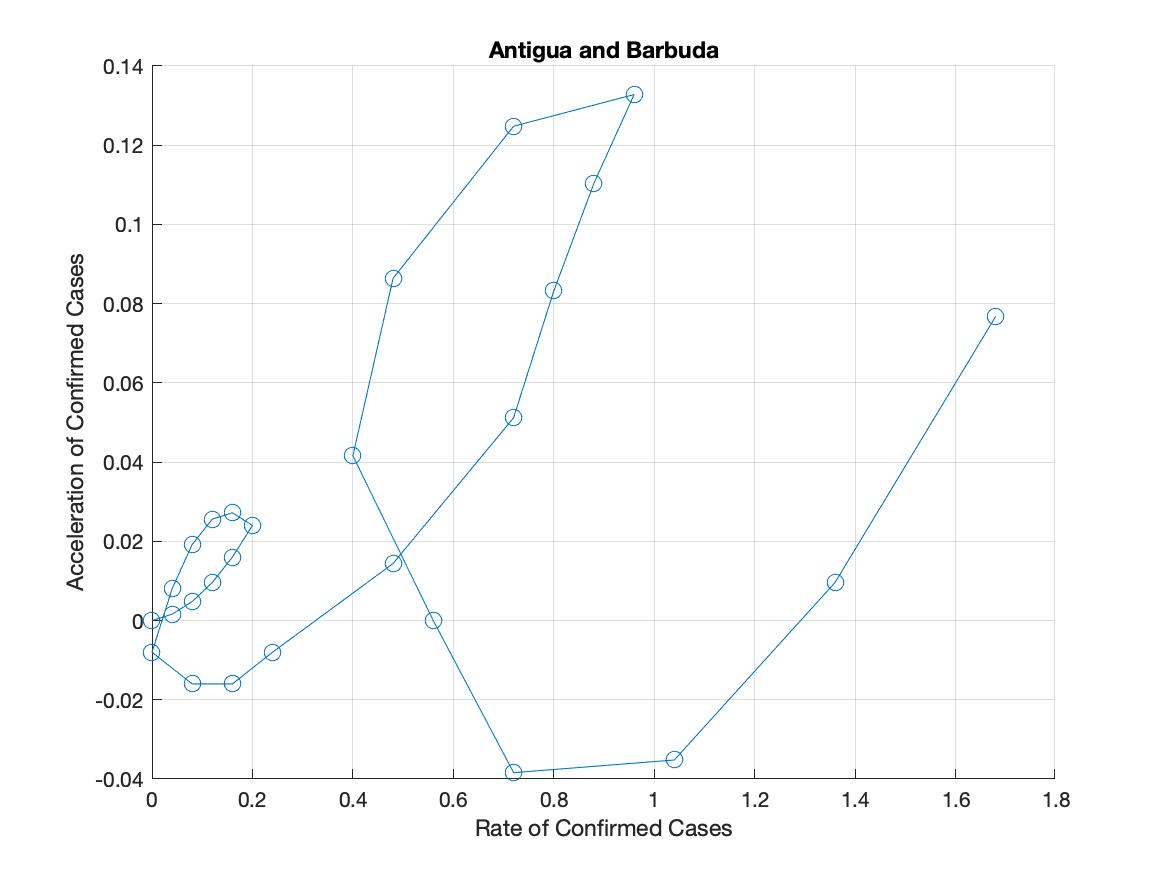 Antigua and Barbuda
0.14
0.12
0.1
0.08
0.06
0.04
0.02
0
-0.02
-0.04
Acceleration of Confirmed Cases
0 0.2 0.4 0.6 0.8 1 1.2 1.4 1.6 1.8
Rate of Confirmed Cases